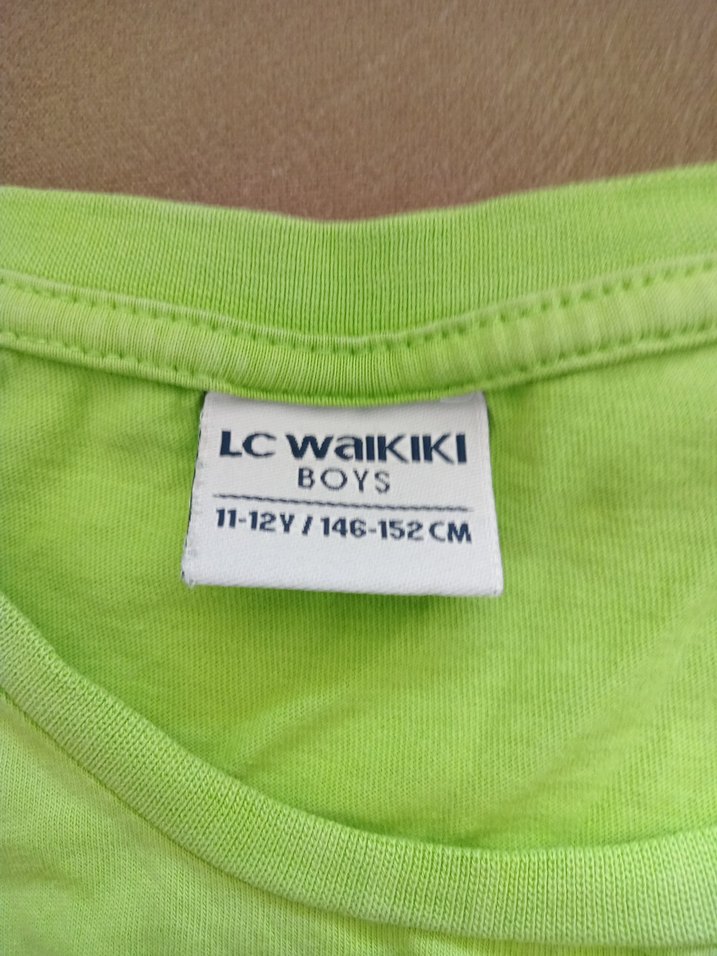 LC WAIKIKI
BOYS
11-12Y / 146-152 CM